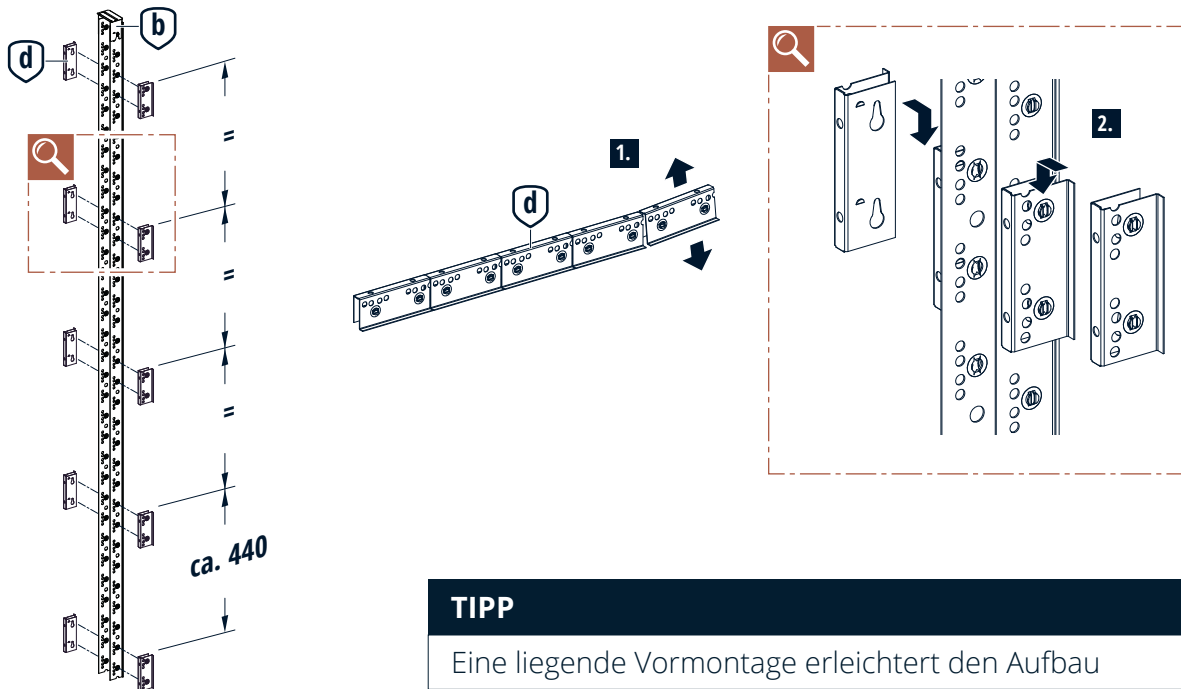 b
d
=
=
=
ca. 440
1.
d
2.
TIPP
Eine liegende Vormontage erleichtert den Aufbau